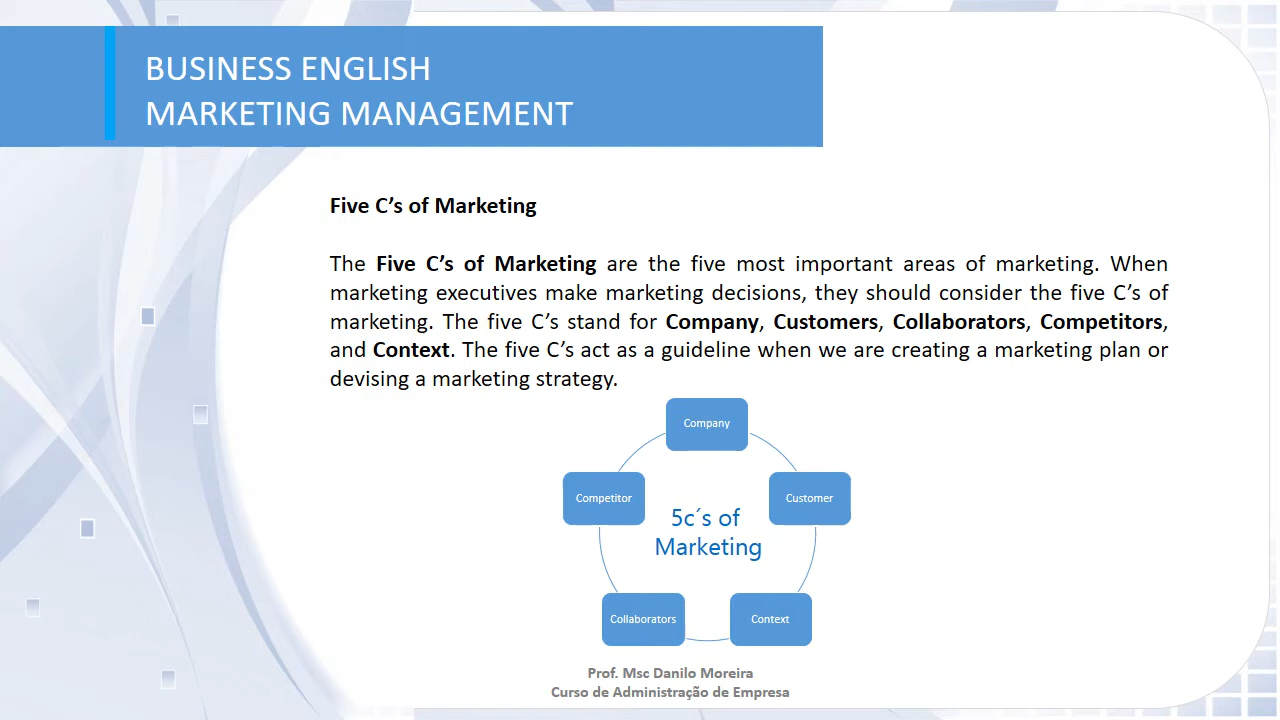 BUSINESS ENGLISH
MARKETING MANAGEMENT
Five C’s of Marketing
The Five C’s of Marketing are the five most important areas of marketing. When
marketing executives make marketing decisions, they should consider the five C’s of
marketing. The five C’s stand for Company, Customers, Collaborators, Competitors,
and Context. The five C’s act as a guideline when we are creating a marketing plan or
devising a marketing strategy.
Company
Competitor
Customer
5c´s of
Marketing
Collaborators
Context
Prof. Msc Danilo Moreira
Curso de Administração de Empresa